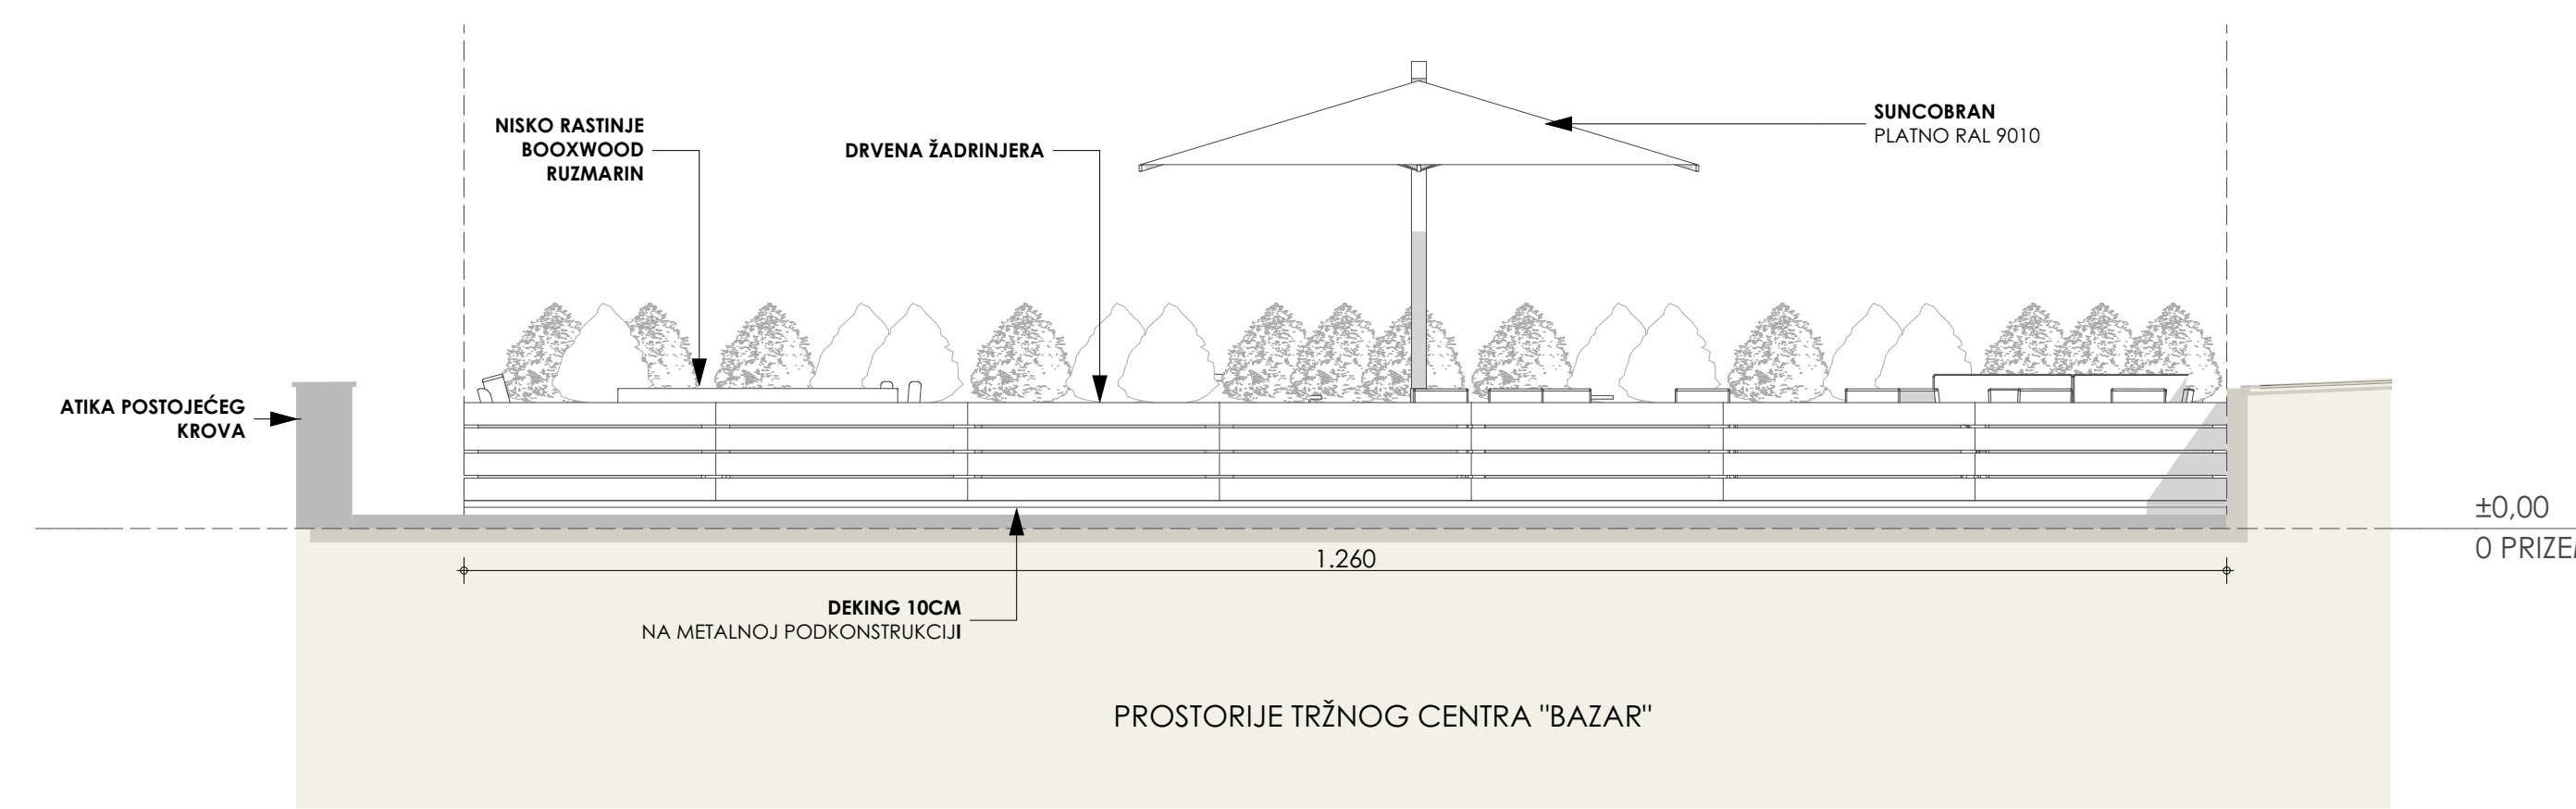 NISKO RASTINJE
BOOXWOOD
RUZMARIN
DRVENA ŽADRINJERA
SUNCOBRAN
PLATNO RAL 9010
ATIKA POSTOJEĆEG
KROVA
±0,00
0 PRIZE
1.260
DEKING 10CM
NA METALNOJ PODKONSTRUKCIJI
PROSTORIJE TRŽNOG CENTRA "BAZAR"